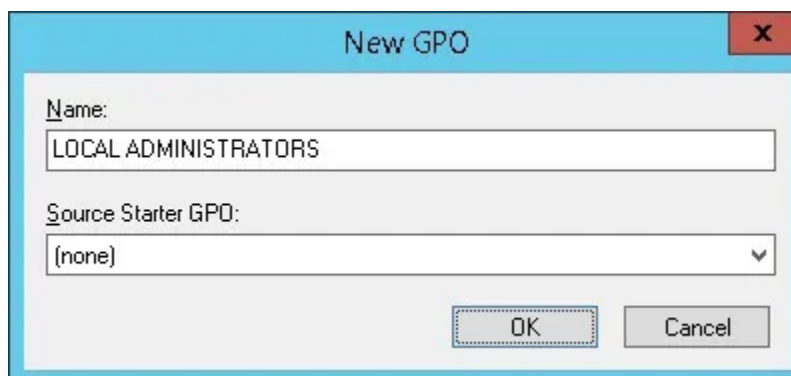 New GPO
x
Name:
LOCAL ADMINISTRATORS
Source Starter GPO:
(none)
OK Cancel